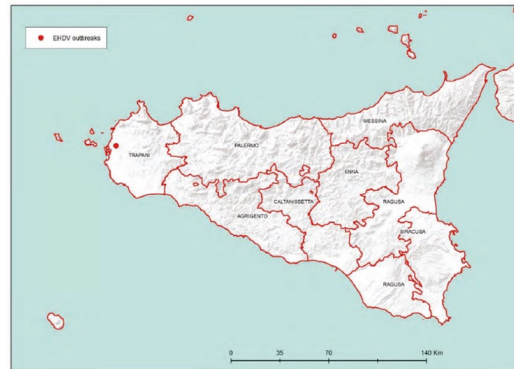 EHDV outbreaks
MESSINA
PALERMO
TRAPANI
ENNA
CALTANISSETTA
RAGUSA
AGRIGENTO
SIRACUSA
RAGUSA
0 35 70 140 Km